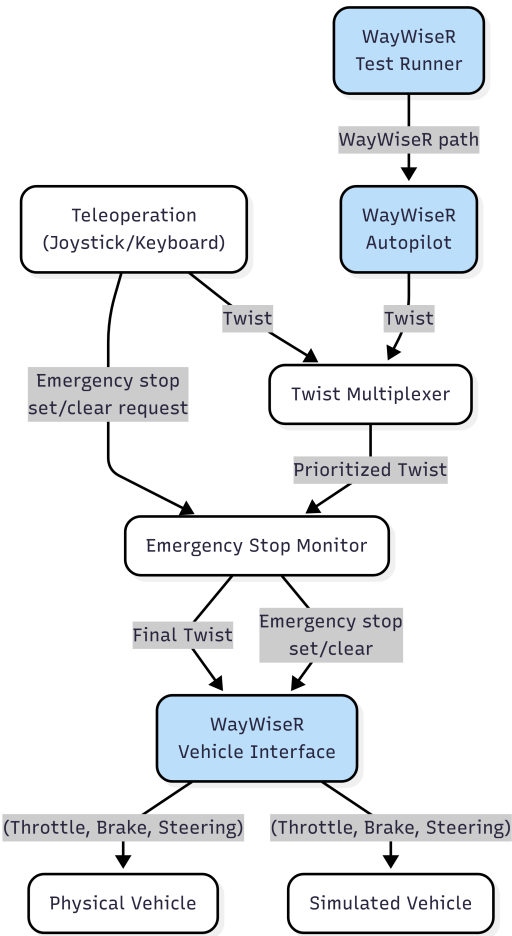 WayWiseR
Test Runner
WayWiseR path
Teleoperation
(Joystick/Keyboard)
WayWiseR
Autopilot
Twist
Twist
Emergency stop
set/clear request
Twist Multiplexer
Prioritized Twist
Emergency Stop Monitor
Final Twist
Emergency stop
set/clear
WayWiseR
Vehicle Interface
(Throttle, Brake, Steering)
(Throttle, Brake, Steering)
Physical Vehicle
Simulated Vehicle